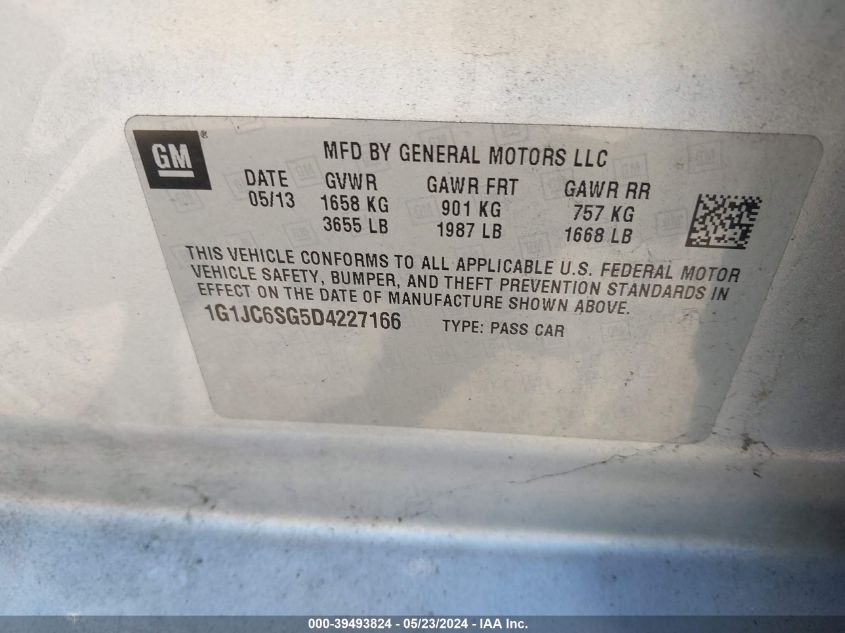 GM ®
MFD BY GENERAL MOTORS LLC
DATE GVWR GAWR FRT GAWR RR
05/13 1658 KG 901 KG 757 KG
3655 LB 1987 LB 1668 LB
THIS VEHICLE CONFORMS TO ALL APPLICABLE U.S. FEDERAL MOTOR
VEHICLE SAFETY, BUMPER, AND THEFT PREVENTION STANDARDS IN
EFFECT ON THE DATE OF MANUFACTURE SHOWN ABOVE.
1G1JC6SG5D4227166 TYPE: PASS CAR
000-39493824 - 05/23/2024 - IAA Inc.